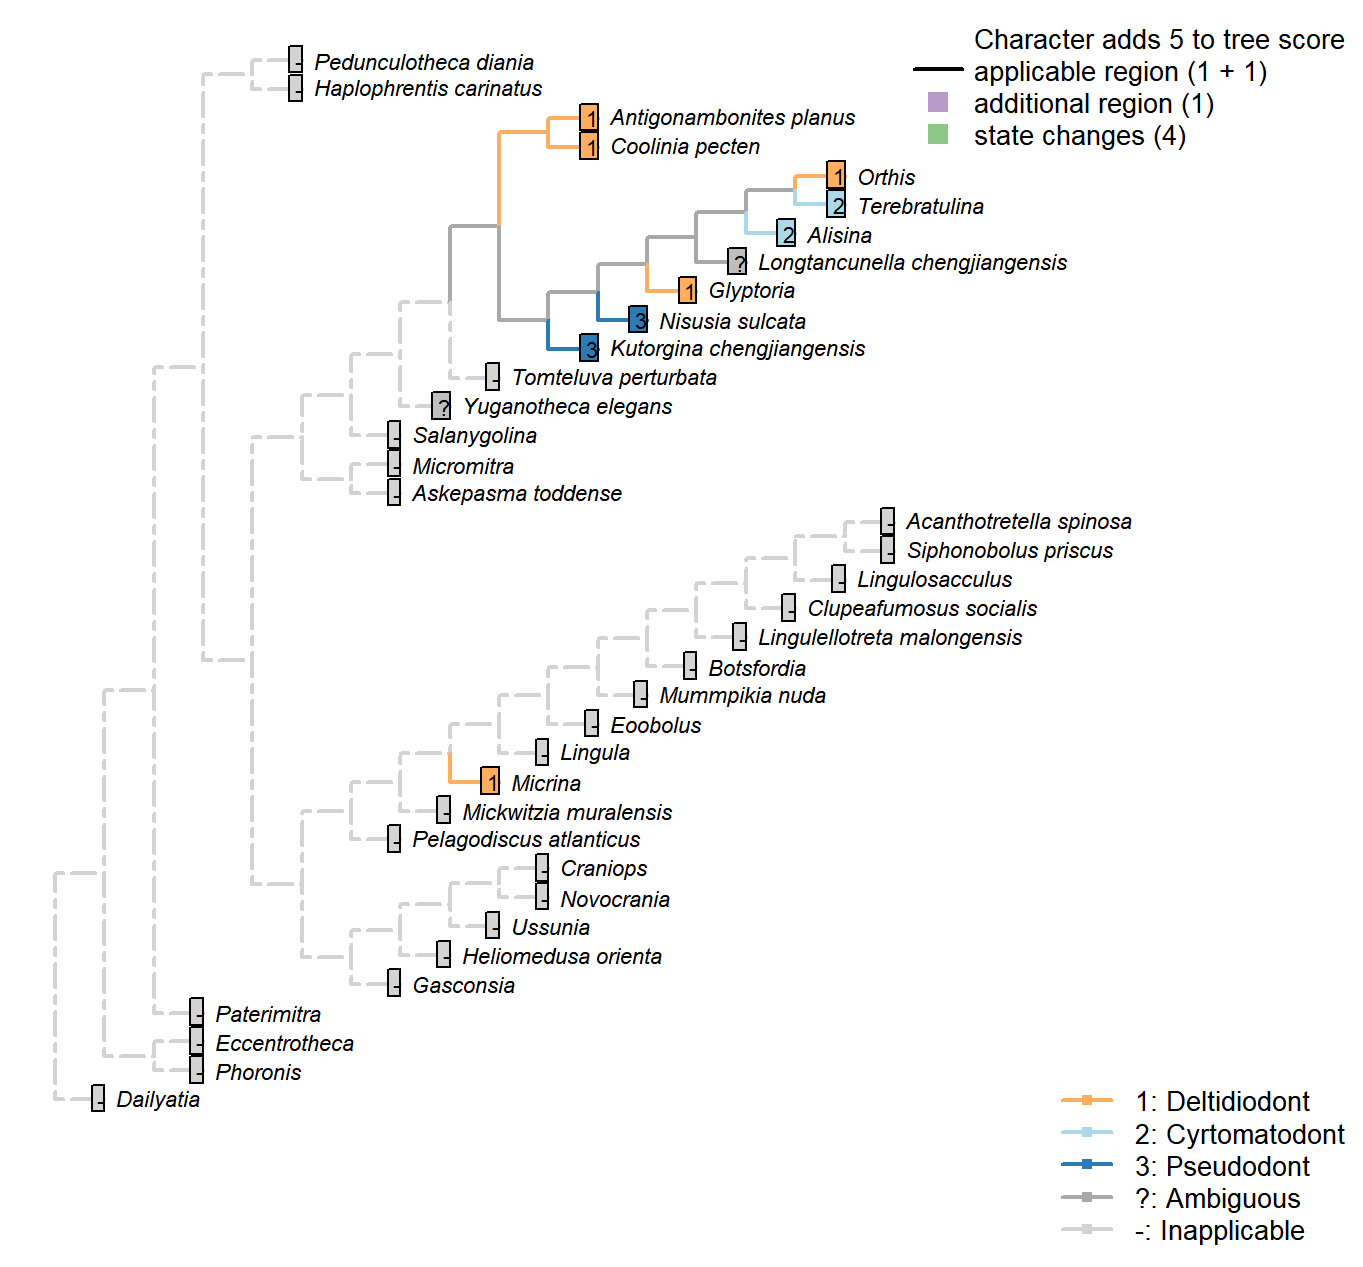 Character adds 5 to tree score
applicable region (1 + 1)
additional region (1)
state changes (4)
- Pedunculotheca diania
- Haplophrentis carinatus
1 Antigonambonites planus
1 Coolinia pecten
1 Orthis
2 Terebratulina
2 Alisina
? Longtancunella chengjiangensis
1 Glyptoria
3 Nisusia sulcata
3 Kutorgina chengjiangensis
- Tomteluva perturbata
? Yuganotheca elegans
- Salanygolina
- Micromitra
- Askepasma toddense
- Acanthotretella spinosa
- Siphonobolus priscus
- Lingulosacculus
- Clupeafumosus socialis
- Lingulellotreta malongensis
- Botsfordia
- Mummpikia nuda
- Eoobolus
- Lingula
1 Micrina
- Mickwitzia muralensis
- Pelagodiscus atlanticus
- Craniops
- Novocrania
- Ussunia
- Heliomedusa orienta
- Gasconsia
- Paterimitra
- Eccentrotheca
- Phoronis
- Dailyatia
1: Deltidiodont
2: Cyrtomatodont
3: Pseudodont
?: Ambiguous
-: Inapplicable